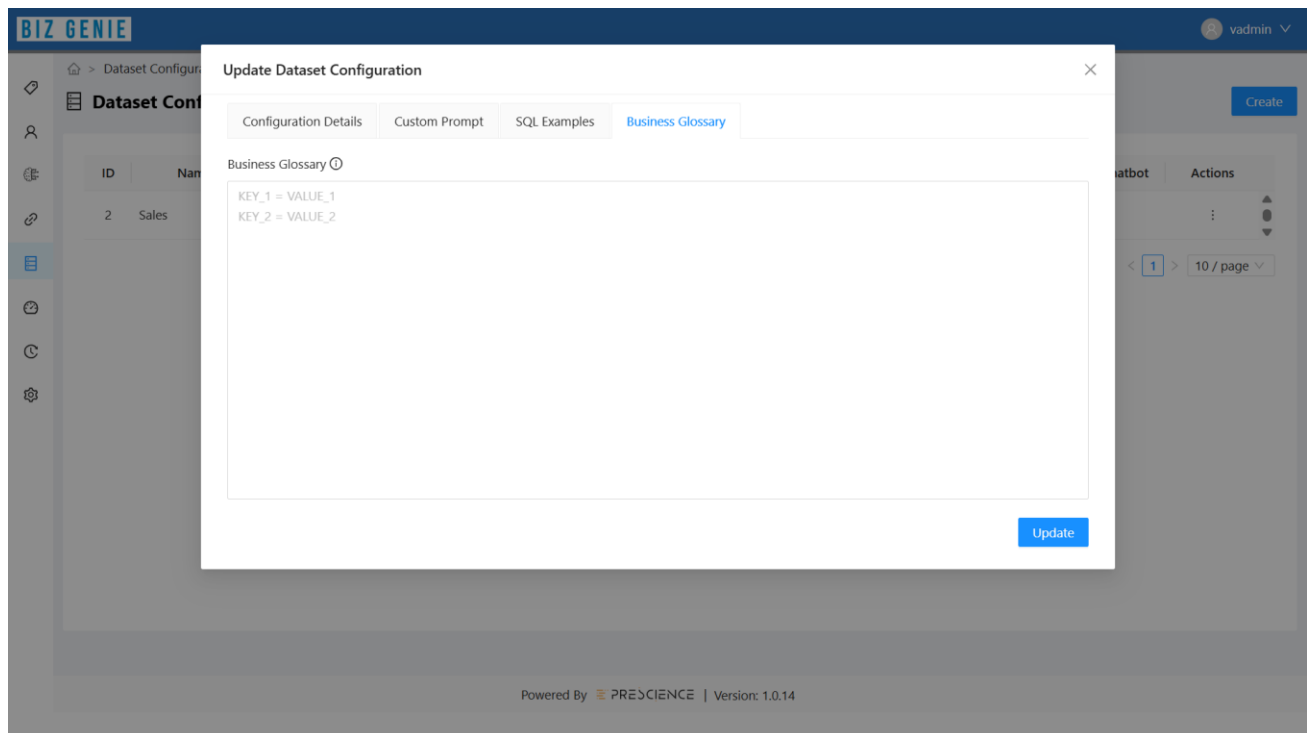 BIZ GENIE
vadmin
> Dataset Configur
Dataset Conf
Create
Update Dataset Configuration
Configuration Details
Custom Prompt
SQL Examples
Business Glossary
Business Glossary
KEY_1 = VALUE_1
KEY_2 = VALUE_2
ID
Nam
atbot
Actions
2
Sales
< 1 >
10 / page
Update
Powered By PRESCIENCE | Version: 1.0.14